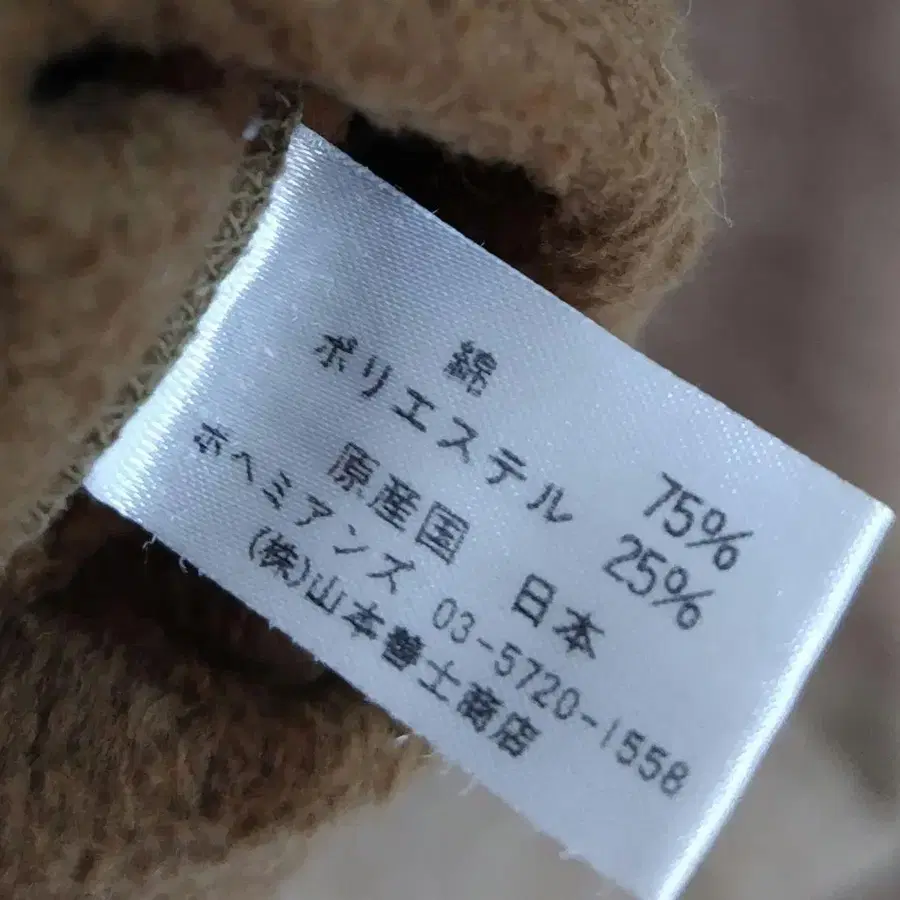 綿 75%
ポリエステル 25%
原産国 日本
ボヘミアンズ 03-5720-1558
(株)山本善士商店